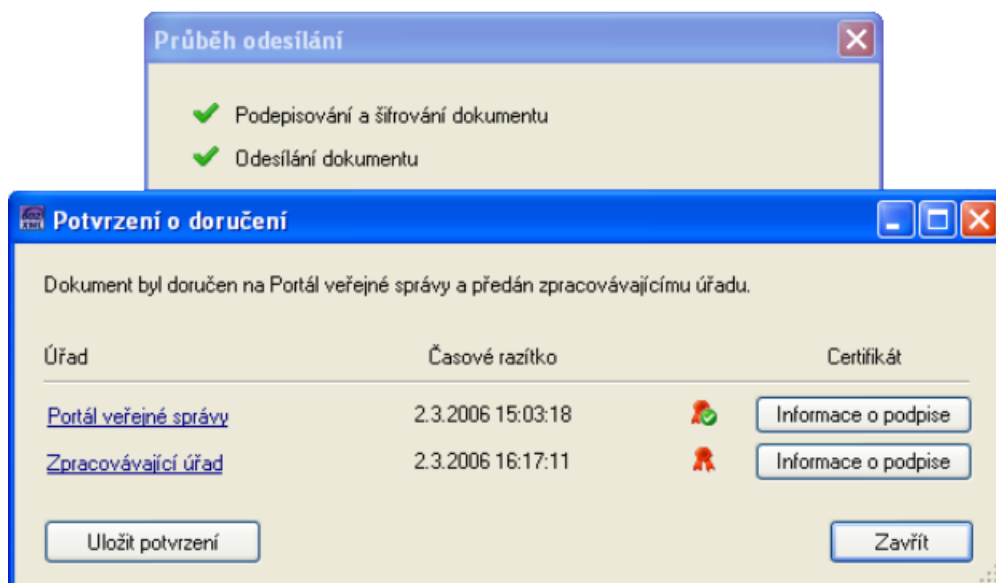 Průběh odesílání
Podepisování a šifrování dokumentu
Odesílání dokumentu
602 XML Potvrzení o doručení
Dokument byl doručen na Portál veřejné správy a předán zpracovávajícímu úřadu.
Úřad Časové razítko Certifikát
Portál veřejné správy 2.3.2006 15:03:18 Informace o podpise
Zpracovávající úřad 2.3.2006 16:17:11 Informace o podpise
Uložit potvrzení Zavřít